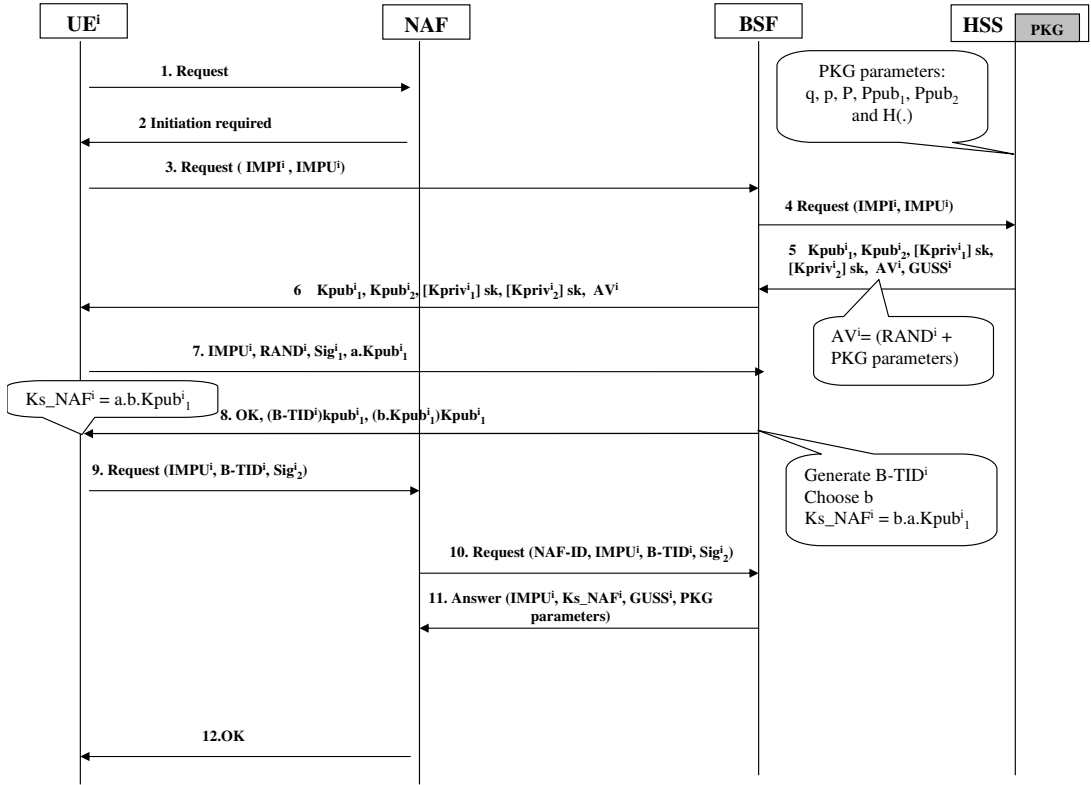 UEⁱ
NAF
BSF
HSS
PKG
1. Request
PKG parameters:
q, p, P, Ppub₁, Ppub₂
and H(.)
2 Initiation required
3. Request ( IMPIⁱ , IMPUⁱ)
4 Request (IMPIⁱ, IMPUⁱ)
5 Kpubⁱ₁, Kpubⁱ₂, [Kprivⁱ₁] sk,
[Kprivⁱ₂] sk, AVⁱ, GUSSⁱ
6 Kpubⁱ₁, Kpubⁱ₂, [Kprivⁱ₁] sk, [Kprivⁱ₂] sk, AVⁱ
AVⁱ= (RANDⁱ +
PKG parameters)
7. IMPUⁱ, RANDⁱ, Sigⁱ₁, a.Kpubⁱ₁
Ks_NAFⁱ = a.b.Kpubⁱ₁
8. OK, (B-TIDⁱ)kpubⁱ₁, (b.Kpubⁱ₁)Kpubⁱ₁
9. Request (IMPUⁱ, B-TIDⁱ, Sigⁱ₂)
Generate B-TIDⁱ
Choose b
Ks_NAFⁱ = b.a.Kpubⁱ₁
10. Request (NAF-ID, IMPUⁱ, B-TIDⁱ, Sigⁱ₂)
11. Answer (IMPUⁱ, Ks_NAFⁱ, GUSSⁱ, PKG
parameters)
12.OK